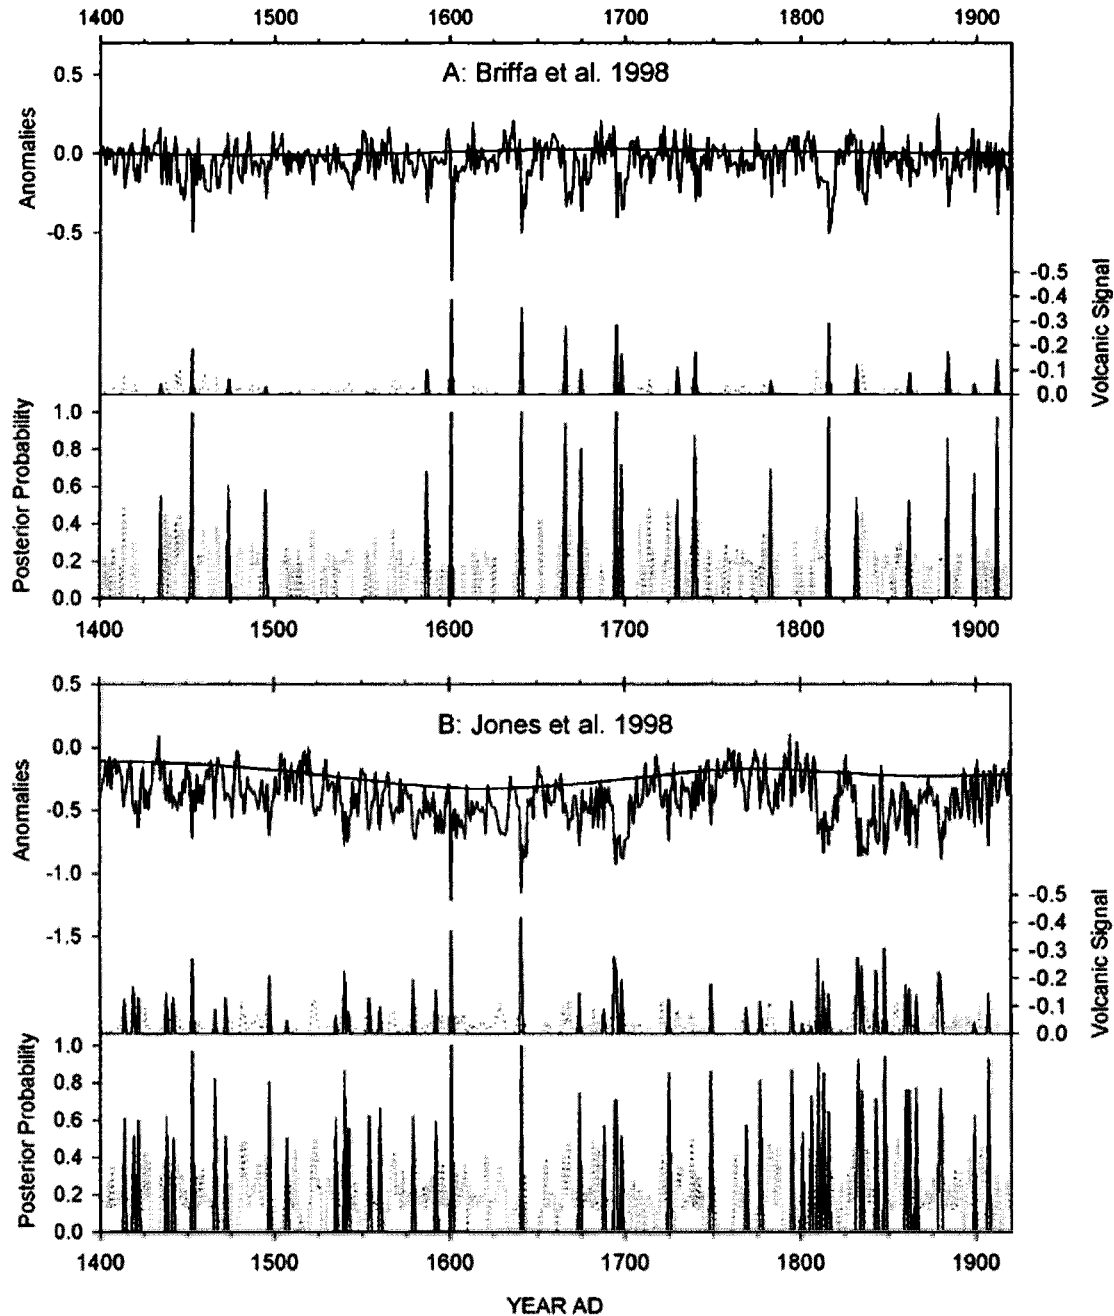 1400 1500 1600 1700 1800 1900
A: Briffa et al. 1998
Anomalies
0.5
0.0
-0.5
Volcanic Signal
-0.5
-0.4
-0.3
-0.2
-0.1
0.0
Posterior Probability
1.0
0.8
0.6
0.4
0.2
0.0
1400 1500 1600 1700 1800 1900
B: Jones et al. 1998
Anomalies
0.5
0.0
-0.5
-1.0
-1.5
Volcanic Signal
-0.5
-0.4
-0.3
-0.2
-0.1
0.0
Posterior Probability
1.0
0.8
0.6
0.4
0.2
0.0
1400 1500 1600 1700 1800 1900
YEAR AD